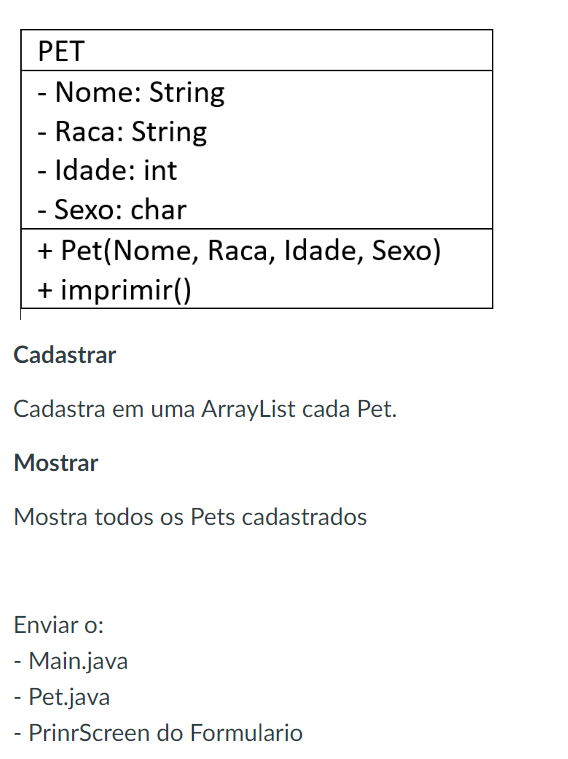 PET
- Nome: String
- Raca: String
- Idade: int
- Sexo: char
+ Pet(Nome, Raca, Idade, Sexo)
+ imprimir()
Cadastrar
Cadastra em uma ArrayList cada Pet.
Mostrar
Mostra todos os Pets cadastrados
Enviar o:
- Main.java
- Pet.java
- PrinrScreen do Formulario